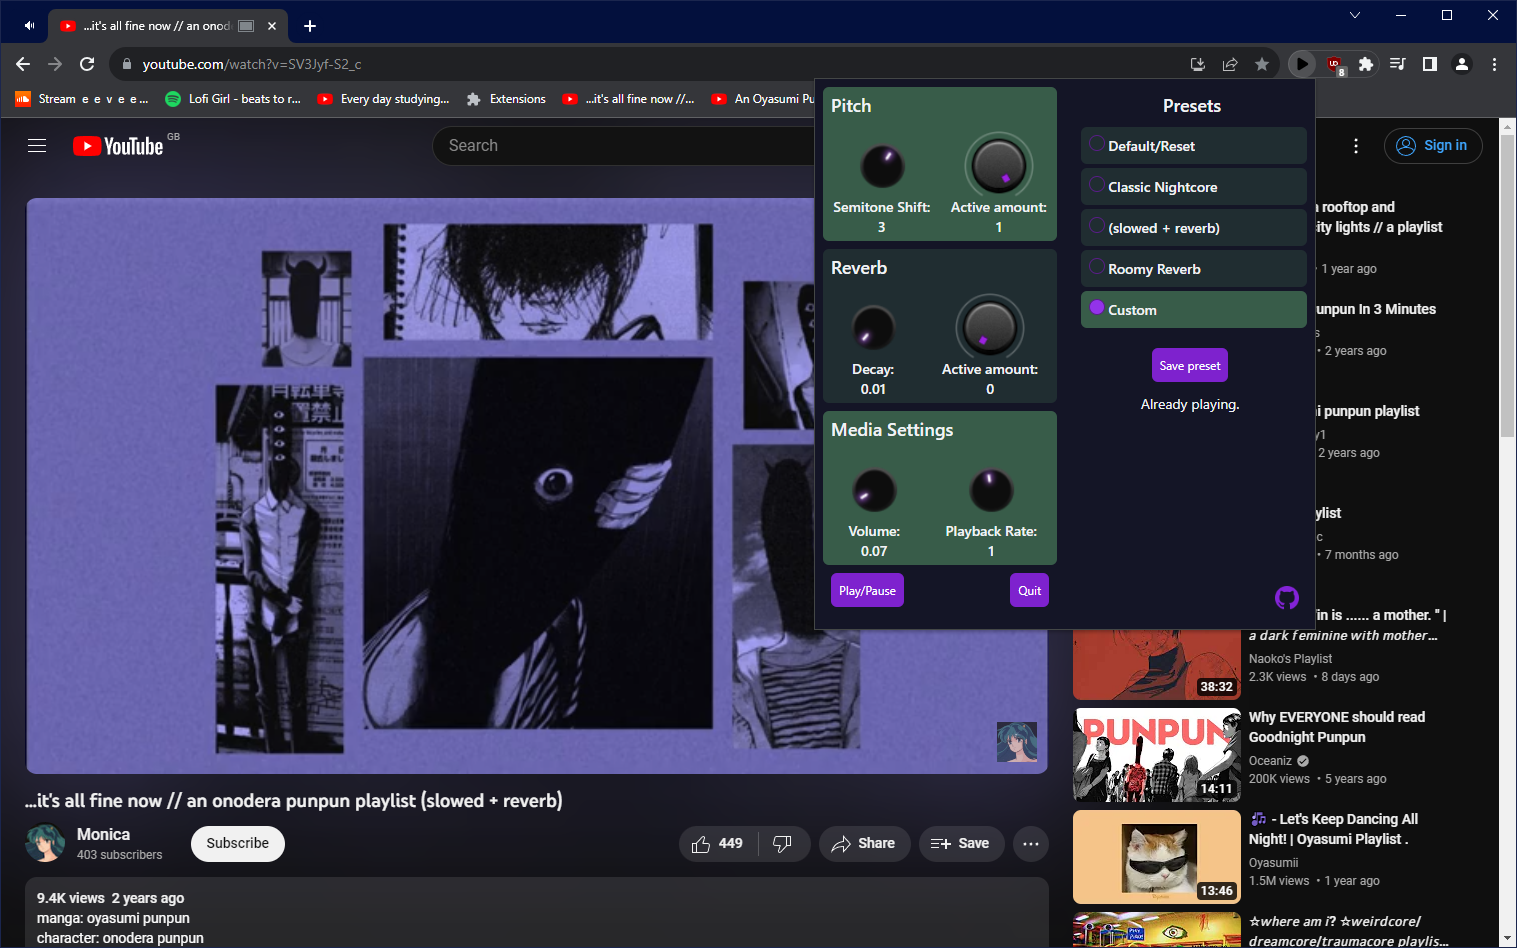 ...it's all fine now // an onod
youtube.com/watch?v=SV3Jyf-S2_c
8
Stream e e v e e ...
Lofi Girl - beats to r...
Every day studying...
Extensions
...it's all fine now //...
An Oyasumi Pu
YouTube
GB
Search
Sign in
Pitch
Semitone Shift:
3
Active amount:
1
Reverb
Decay:
0.01
Active amount:
0
Media Settings
Volume:
0.07
Playback Rate:
1
Play/Pause
Quit
Presets
Default/Reset
Classic Nightcore
(slowed + reverb)
Roomy Reverb
Custom
Save preset
Already playing.
a rooftop and
ity lights // a playlist
• 1 year ago
unpun In 3 Minutes
s
• 2 years ago
i punpun playlist
y1
2 years ago
ylist
c
• 7 months ago
in is ...... a mother. " |
a dark feminine with mother...
Naoko's Playlist
2.3K views • 8 days ago
38:32
PUNPUN
14:11
Why EVERYONE should read
Goodnight Punpun
Oceaniz
200K views • 5 years ago
13:46
- Let's Keep Dancing All
Night! | Oyasumi Playlist .
Oyasumii
1.5M views • 1 year ago
☆where am i? ☆weirdcore/
dreamcore/traumacore playlis...
...it's all fine now // an onodera punpun playlist (slowed + reverb)
Monica
403 subscribers
Subscribe
449
Share
Save
9.4K views 2 years ago
manga: oyasumi punpun
character: onodera punpun